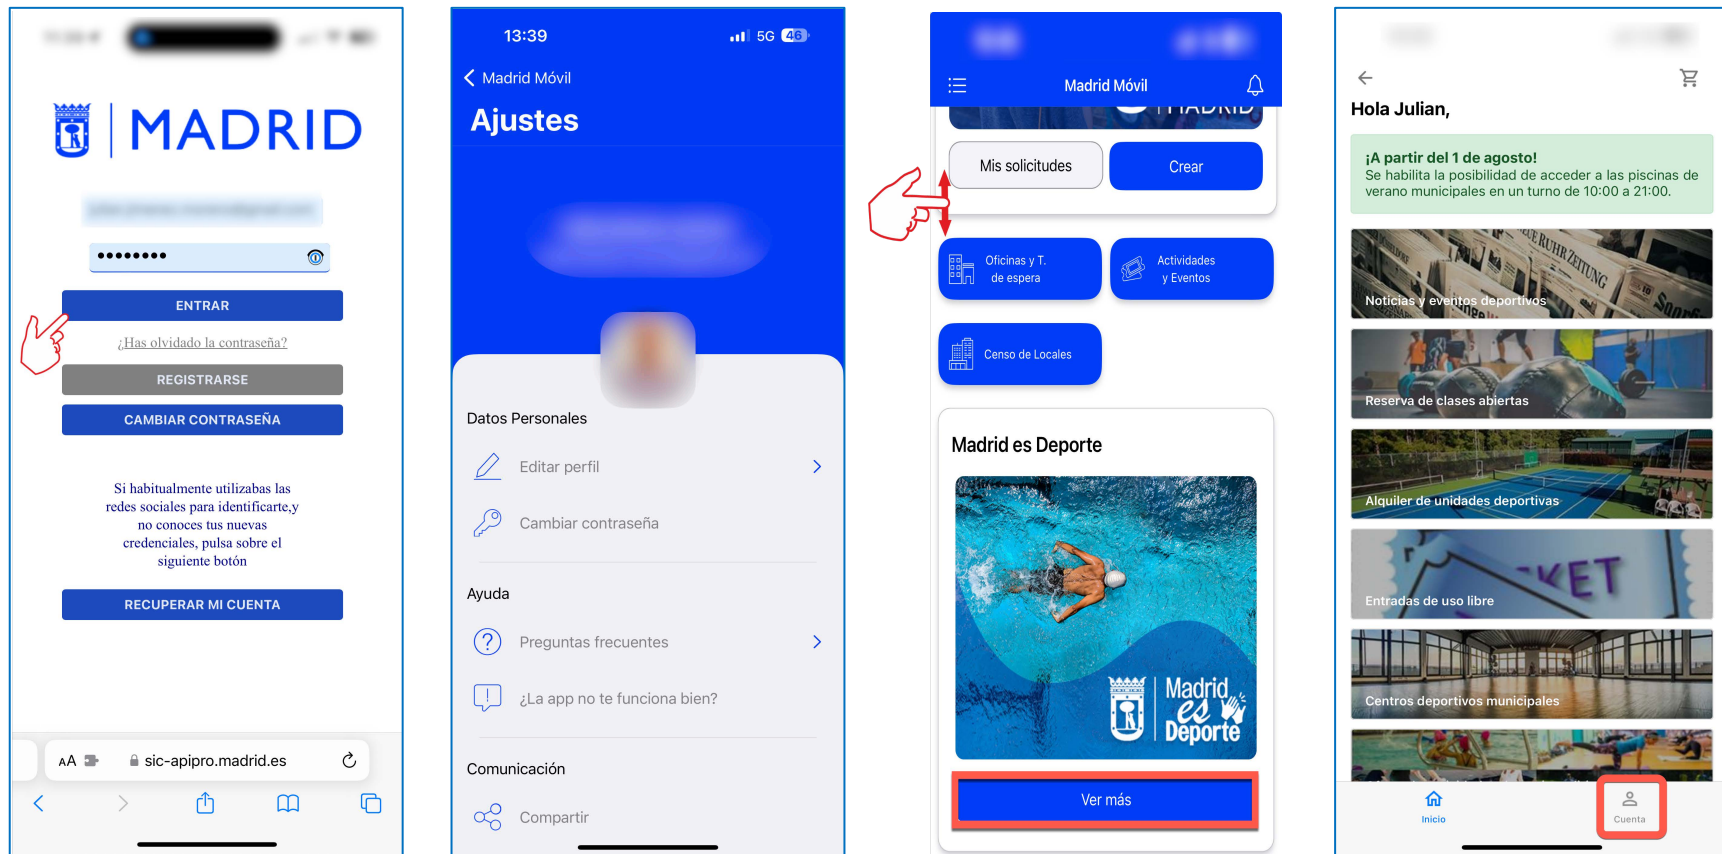 MADRID
ENTRAR
¿Has olvidado la contraseña?
REGISTRARSE
CAMBIAR CONTRASEÑA
Si habitualmente utilizabas las
redes sociales para identificarte,y
no conoces tus nuevas
credenciales, pulsa sobre el
siguiente botón
RECUPERAR MI CUENTA
AA
sic-apipro.madrid.es
13:39
5G 46
Madrid Móvil
Ajustes
Datos Personales
Editar perfil
Cambiar contraseña
Ayuda
Preguntas frecuentes
¿La app no te funciona bien?
Comunicación
Compartir
Madrid Móvil
MADRID
Mis solicitudes
Crear
Oficinas y T.
de espera
Actividades
y Eventos
Censo de Locales
Madrid es Deporte
Madrid
es
Deporte
Ver más
Hola Julian,
¡A partir del 1 de agosto!
Se habilita la posibilidad de acceder a las piscinas de
verano municipales en un turno de 10:00 a 21:00.
Noticias y eventos deportivos
Reserva de clases abiertas
Alquiler de unidades deportivas
Entradas de uso libre
Centros deportivos municipales
Inicio
Cuenta